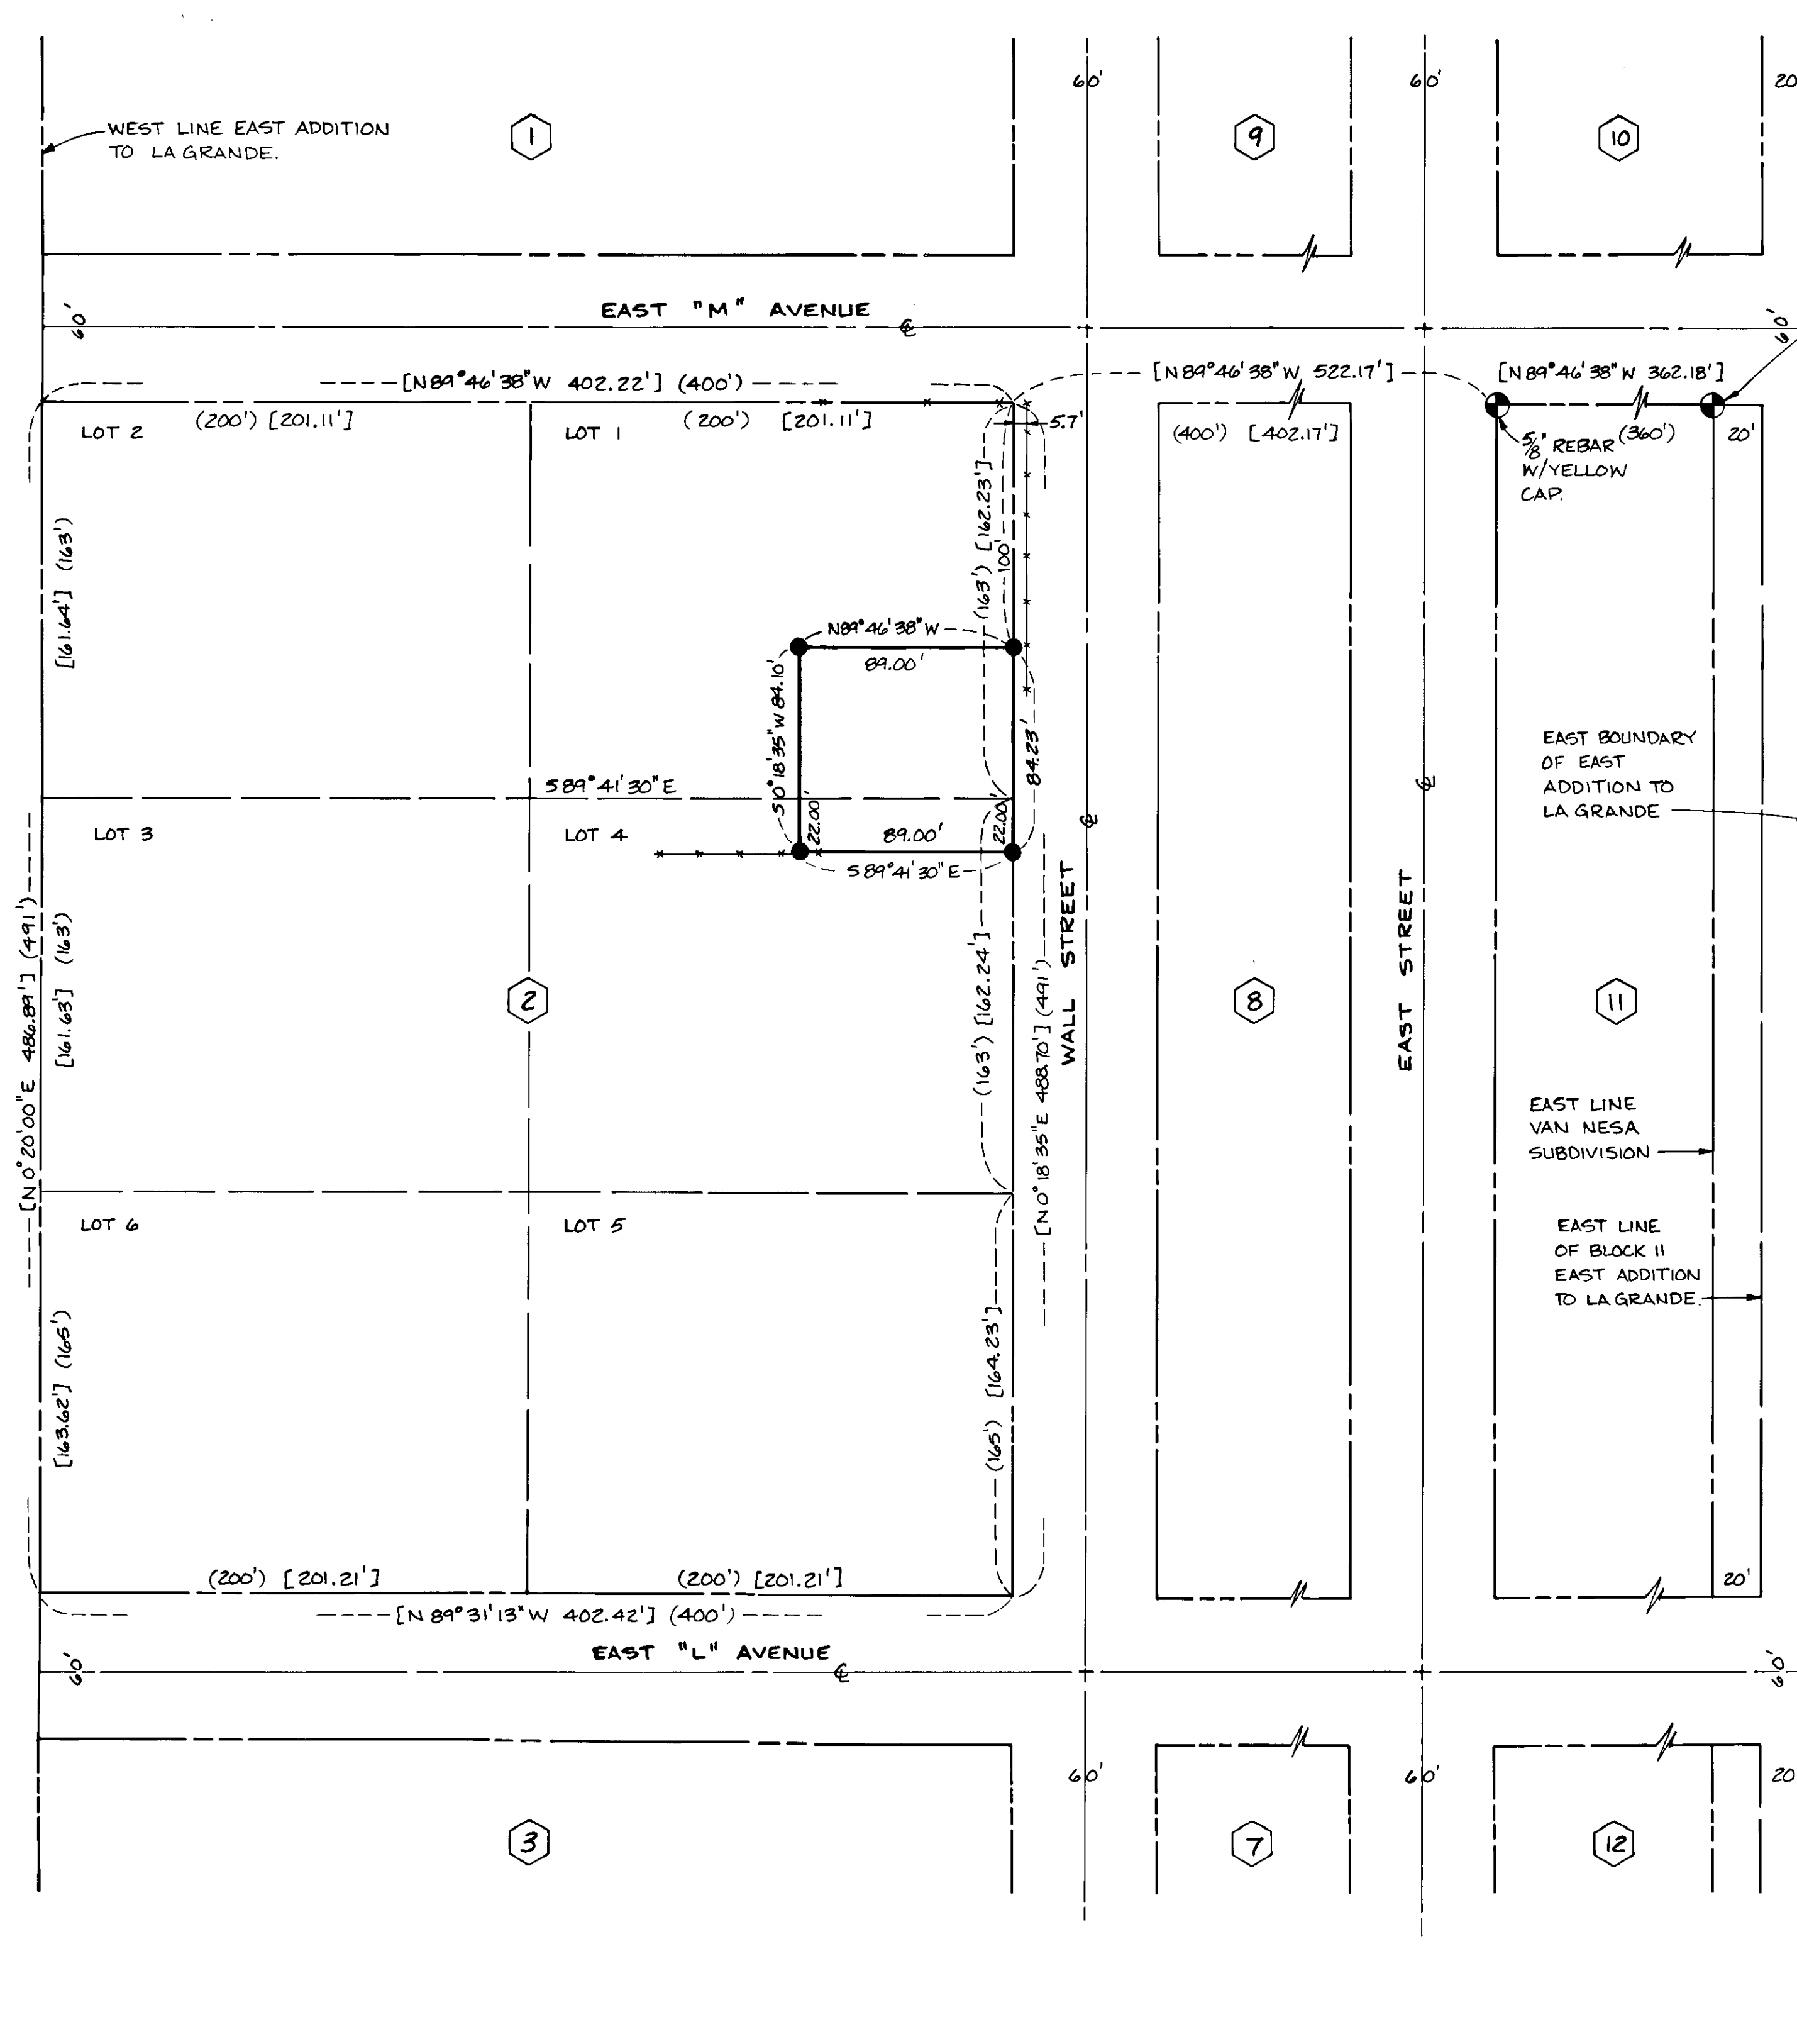 60'
60'
20
WEST LINE EAST ADDITION
TO LA GRANDE.
1
9
10
EAST "M" AVENUE
60'
℄
60'
[N 89°46'38"W 402.22'] (400')
[N 89°46'38"W 522.17']
[N 89°46'38"W 362.18']
(200') [201.11']
(200') [201.11']
5.7'
(400') [402.17']
(360')
20'
LOT 2
LOT 1
5/8" REBAR
W/YELLOW
CAP.
[161.64'] (163')
(163') [162.23']
100'
N89°46'38"W
89.00'
S0°18'35"W 84.10'
84.23'
S89°41'30"E
22.00'
22.00'
89.00'
S89°41'30"E
LOT 3
LOT 4
℄
℄
EAST BOUNDARY
OF EAST
ADDITION TO
LA GRANDE
[N 0°20'00"E 486.89'] (491')
[161.63'] (163')
2
(163') [162.24']
[N 0°18'35"E 488.70'] (491')
WALL STREET
8
EAST STREET
11
EAST LINE
VAN NESA
SUBDIVISION
LOT 6
LOT 5
EAST LINE
OF BLOCK 11
EAST ADDITION
TO LA GRANDE.
[163.62'] (165')
(165') [164.23']
(200') [201.21']
(200') [201.21']
20'
[N 89°31'13"W 402.42'] (400')
EAST "L" AVENUE
60'
℄
60'
60'
60'
20
3
7
12